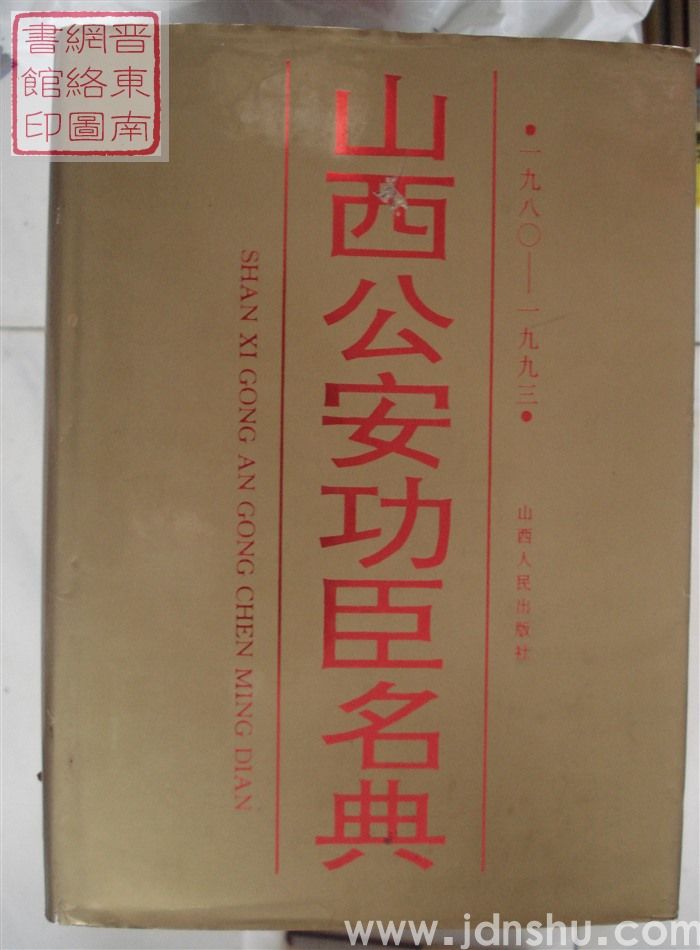 晋東南
網絡圖
書館印
•一九八〇——一九九三•
山西人民出版社
山西公安功臣名典
SHAN XI GONG AN GONG CHEN MING DIAN
www.jdnshu.com